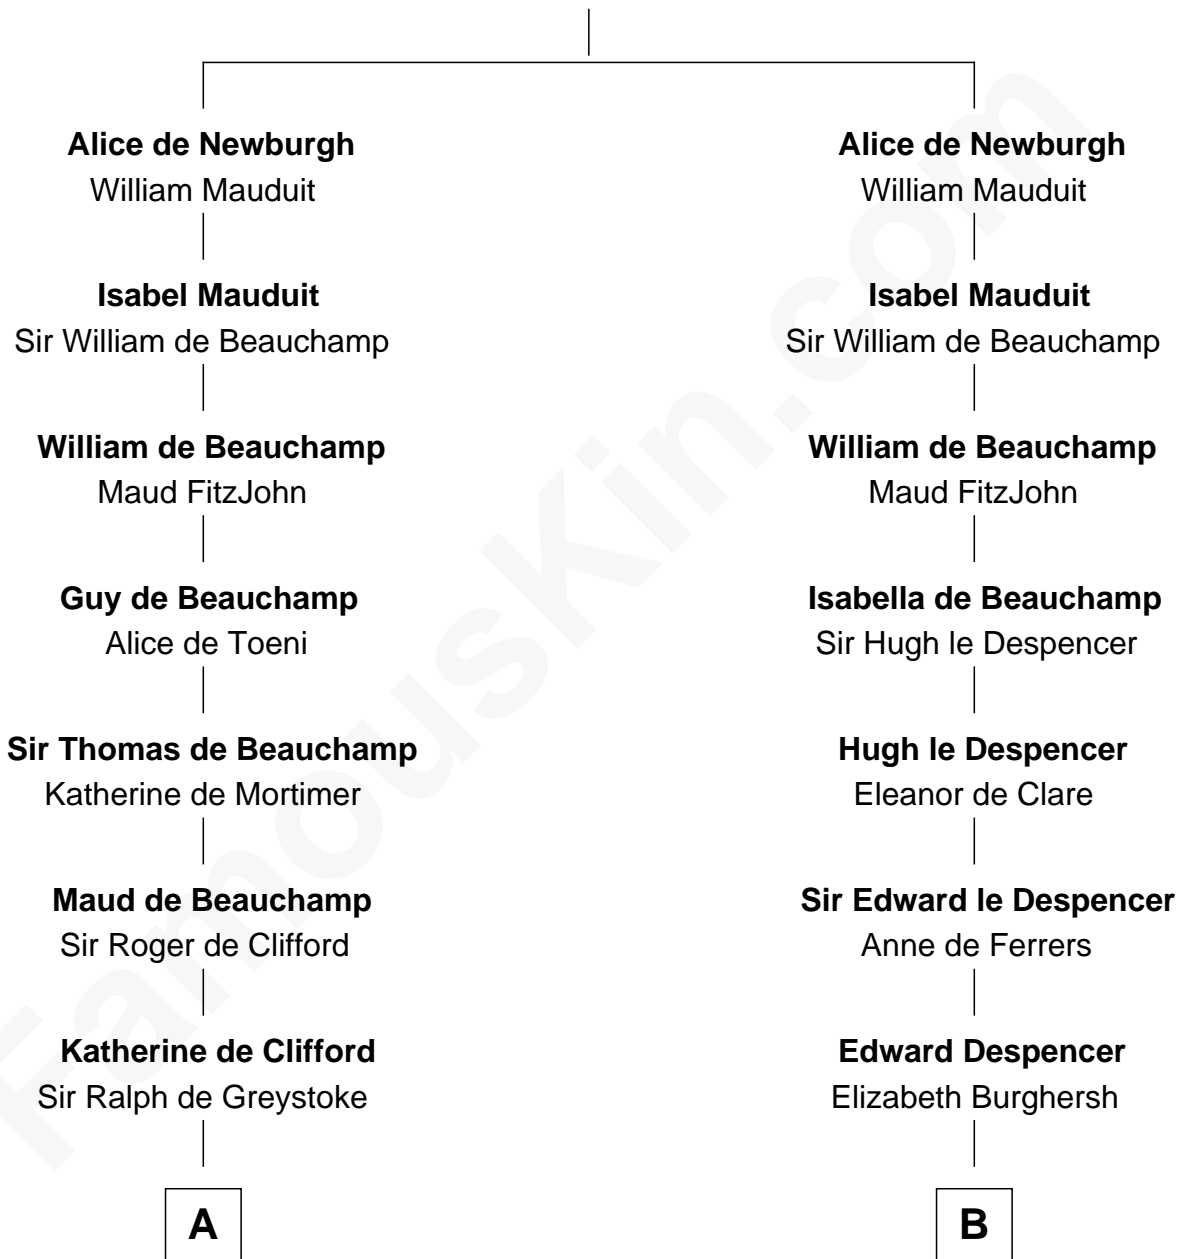 Alice de Newburgh
William Mauduit
Isabel Mauduit
Sir William de Beauchamp
William de Beauchamp
Maud FitzJohn
Guy de Beauchamp
Alice de Toeni
Sir Thomas de Beauchamp
Katherine de Mortimer
Maud de Beauchamp
Sir Roger de Clifford
Katherine de Clifford
Sir Ralph de Greystoke
A
Alice de Newburgh
William Mauduit
Isabel Mauduit
Sir William de Beauchamp
William de Beauchamp
Maud FitzJohn
Isabella de Beauchamp
Sir Hugh le Despencer
Hugh le Despencer
Eleanor de Clare
Sir Edward le Despencer
Anne de Ferrers
Edward Despencer
Elizabeth Burghersh
B
FamousKin.com